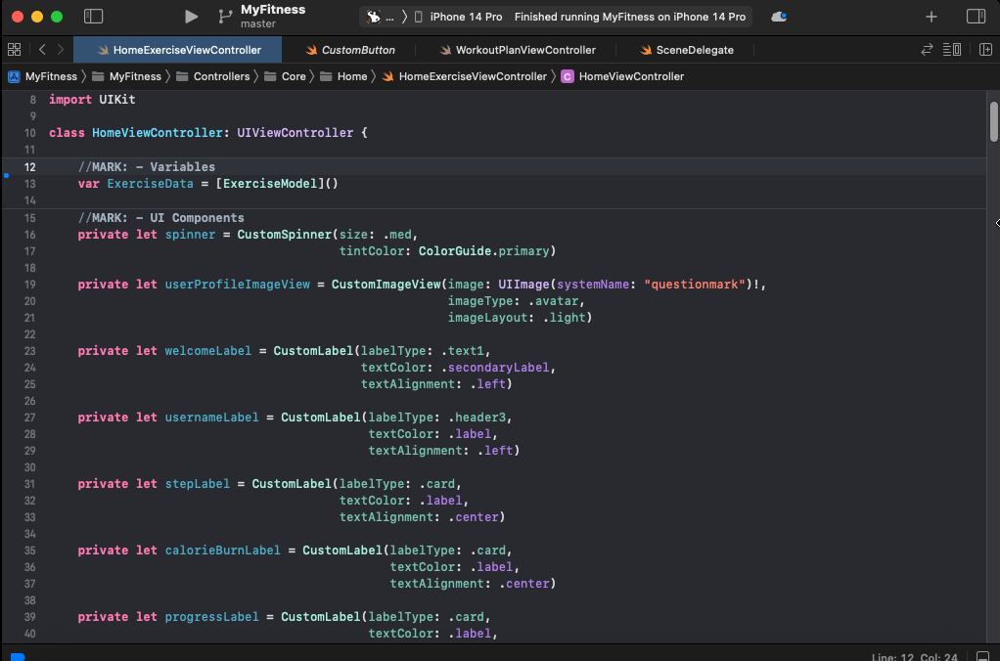 MyFitness
master
... iPhone 14 Pro Finished running MyFitness on iPhone 14 Pro
HomeExerciseViewController CustomButton WorkoutPlanViewController SceneDelegate
MyFitness MyFitness Controllers Core Home HomeExerciseViewController C HomeViewController
8 import UIKit
9
10 class HomeViewController: UIViewController {
11
12 //MARK: - Variables
13 var ExerciseData = [ExerciseModel]()
14
15 //MARK: - UI Components
16 private let spinner = CustomSpinner(size: .med,
17 tintColor: ColorGuide.primary)
18
19 private let userProfileImageView = CustomImageView(image: UIImage(systemName: "questionmark")!,
20 imageType: .avatar,
21 imageLayout: .light)
22
23 private let welcomeLabel = CustomLabel(labelType: .text1,
24 textColor: .secondaryLabel,
25 textAlignment: .left)
26
27 private let usernameLabel = CustomLabel(labelType: .header3,
28 textColor: .label,
29 textAlignment: .left)
30
31 private let stepLabel = CustomLabel(labelType: .card,
32 textColor: .label,
33 textAlignment: .center)
34
35 private let calorieBurnLabel = CustomLabel(labelType: .card,
36 textColor: .label,
37 textAlignment: .center)
38
39 private let progressLabel = CustomLabel(labelType: .card,
40 textColor: .label,
Line: 12 Col: 24